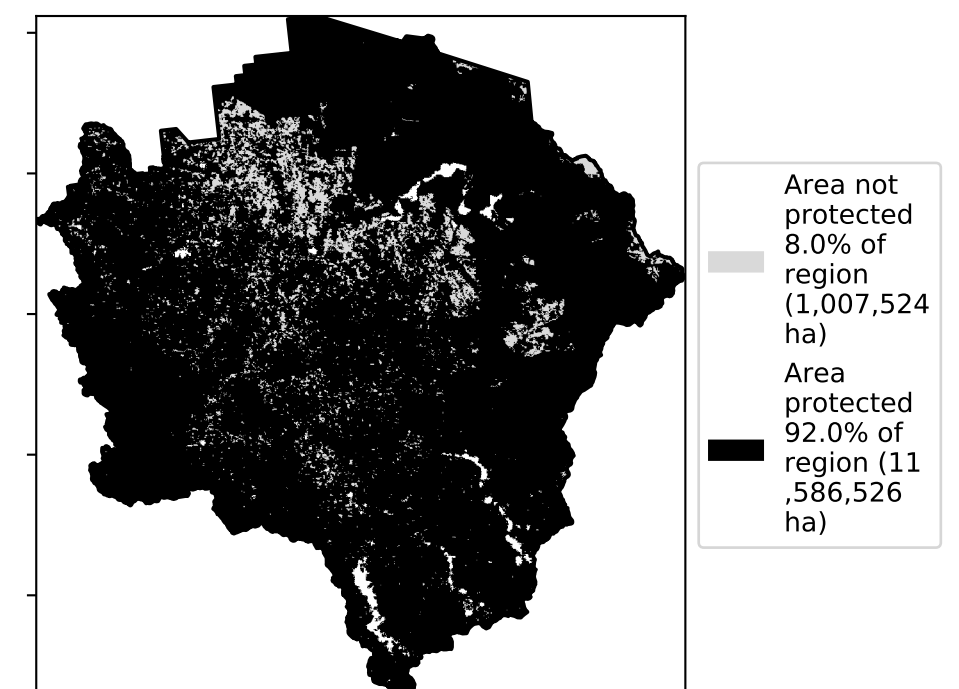 Area not
protected
8.0% of
region
(1,007,524
ha)
Area
protected
92.0% of
region (11
,586,526
ha)